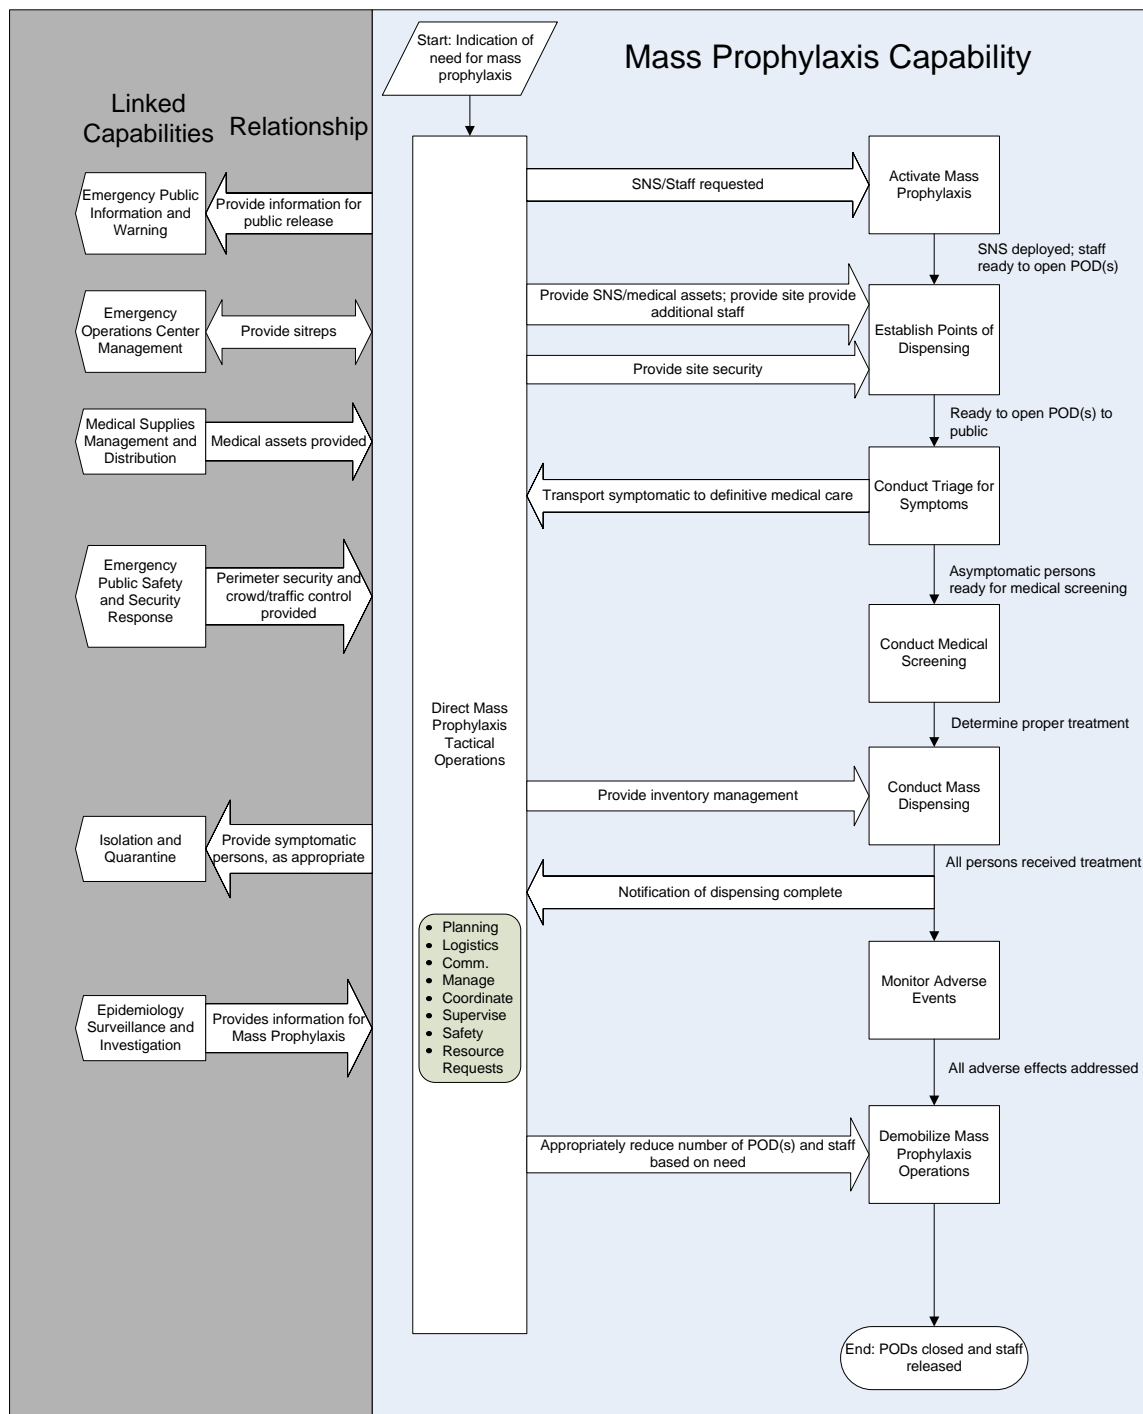 Start: Indication of
need for mass
prophylaxis
Mass Prophylaxis Capability
Linked
Capabilities
Relationship
Emergency Public
Information and
Warning
Provide information for
public release
Emergency
Operations Center
Management
Provide sitreps
Medical Supplies
Management and
Distribution
Medical assets provided
Emergency
Public Safety
and Security
Response
Perimeter security and
crowd/traffic control
provided
Isolation and
Quarantine
Provide symptomatic
persons, as appropriate
Epidemiology
Surveillance and
Investigation
Provides information for
Mass Prophylaxis
Direct Mass
Prophylaxis
Tactical
Operations
• Planning
• Logistics
• Comm.
• Manage
• Coordinate
• Supervise
• Safety
• Resource
Requests
SNS/Staff requested
Activate Mass
Prophylaxis
SNS deployed; staff
ready to open POD(s)
Provide SNS/medical assets; provide site provide
additional staff
Provide site security
Establish Points of
Dispensing
Ready to open POD(s) to
public
Transport symptomatic to definitive medical care
Conduct Triage for
Symptoms
Asymptomatic persons
ready for medical screening
Conduct Medical
Screening
Determine proper treatment
Provide inventory management
Conduct Mass
Dispensing
All persons received treatment
Notification of dispensing complete
Monitor Adverse
Events
All adverse effects addressed
Appropriately reduce number of POD(s) and staff
based on need
Demobilize Mass
Prophylaxis
Operations
End: PODs closed and staff
released